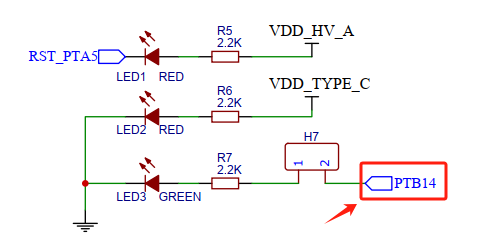 R5
2.2K
VDD_HV_A
RST_PTA5
LED1 RED
R6
2.2K
VDD_TYPE_C
LED2 RED
H7
R7
2.2K
1 2
PTB14
LED3 GREEN